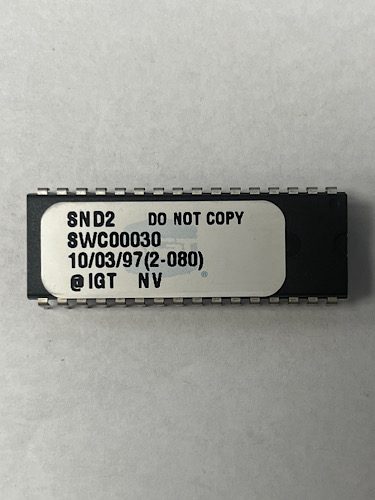 SND2 DO NOT COPY
SWC00030
10/03/97(2-080)
@IGT NV